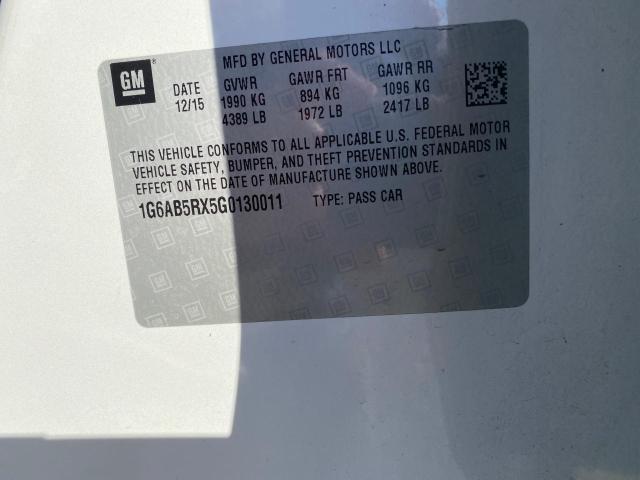 MFD BY GENERAL MOTORS LLC
GM
DATE GVWR GAWR FRT GAWR RR
12/15 1990 KG 894 KG 1096 KG
4389 LB 1972 LB 2417 LB
THIS VEHICLE CONFORMS TO ALL APPLICABLE U.S. FEDERAL MOTOR
VEHICLE SAFETY, BUMPER, AND THEFT PREVENTION STANDARDS IN
EFFECT ON THE DATE OF MANUFACTURE SHOWN ABOVE.
1G6AB5RX5G0130011 TYPE: PASS CAR